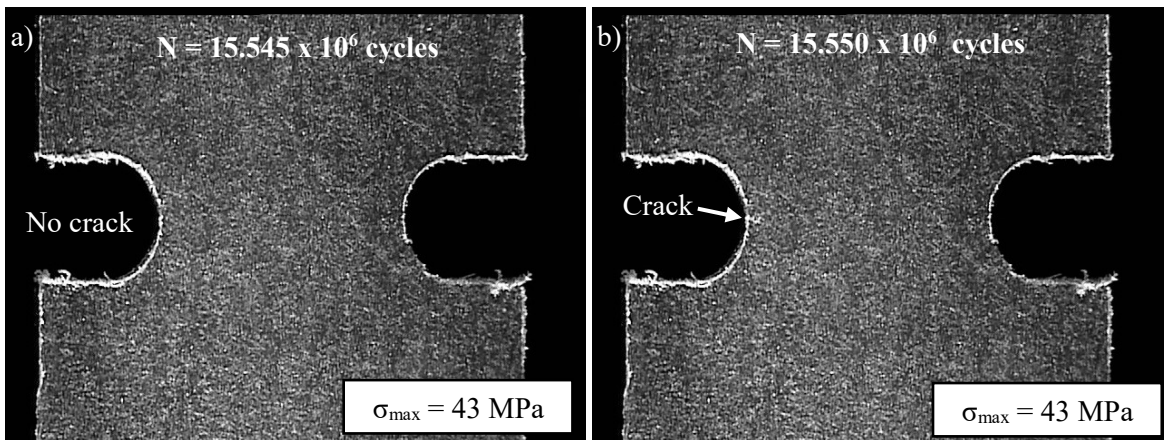 a)
N = 15.545 x 10⁶ cycles
No crack
σmax = 43 MPa
b)
N = 15.550 x 10⁶ cycles
Crack
σmax = 43 MPa